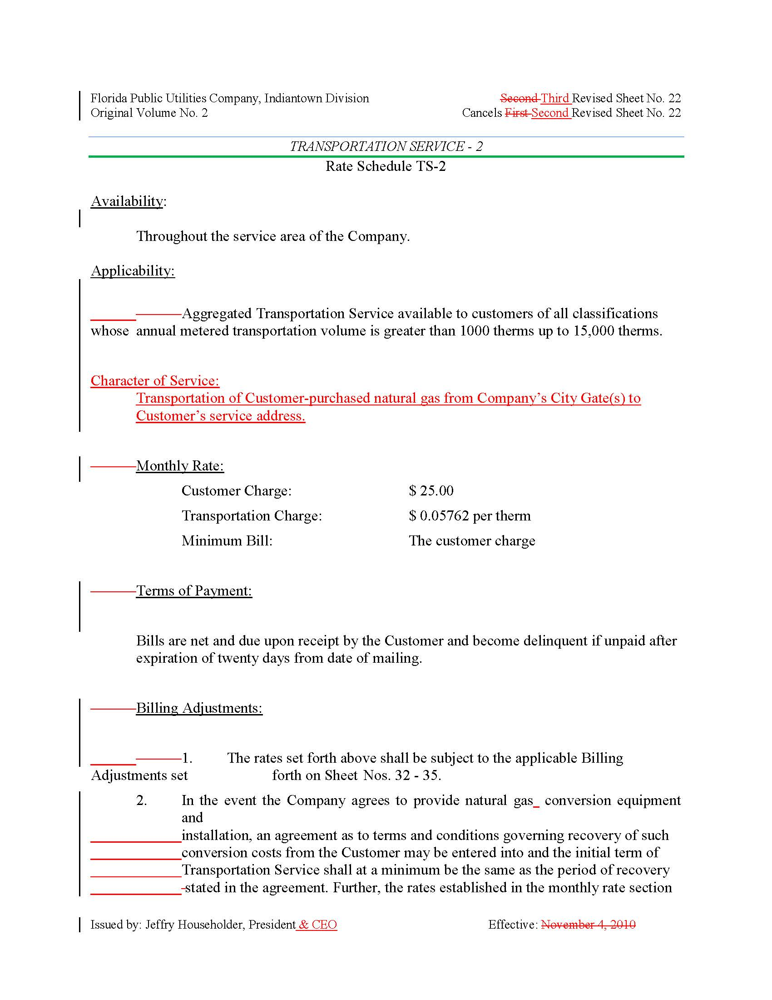 Florida Public Utilities Company, Indiantown Division Second Third Revised Sheet No. 22
Original Volume No. 2 Cancels First Second Revised Sheet No. 22
TRANSPORTATION SERVICE - 2
Rate Schedule TS-2
Availability:
Throughout the service area of the Company.
Applicability:
Aggregated Transportation Service available to customers of all classifications
whose annual metered transportation volume is greater than 1000 therms up to 15,000 therms.
Character of Service:
Transportation of Customer-purchased natural gas from Company’s City Gate(s) to
Customer’s service address.
Monthly Rate:
Customer Charge: $ 25.00
Transportation Charge: $ 0.05762 per therm
Minimum Bill: The customer charge
Terms of Payment:
Bills are net and due upon receipt by the Customer and become delinquent if unpaid after
expiration of twenty days from date of mailing.
Billing Adjustments:
1. The rates set forth above shall be subject to the applicable Billing
Adjustments set forth on Sheet Nos. 32 - 35.
2. In the event the Company agrees to provide natural gas conversion equipment
and
installation, an agreement as to terms and conditions governing recovery of such
conversion costs from the Customer may be entered into and the initial term of
Transportation Service shall at a minimum be the same as the period of recovery
stated in the agreement. Further, the rates established in the monthly rate section
Issued by: Jeffry Householder, President & CEO Effective: November 4, 2010